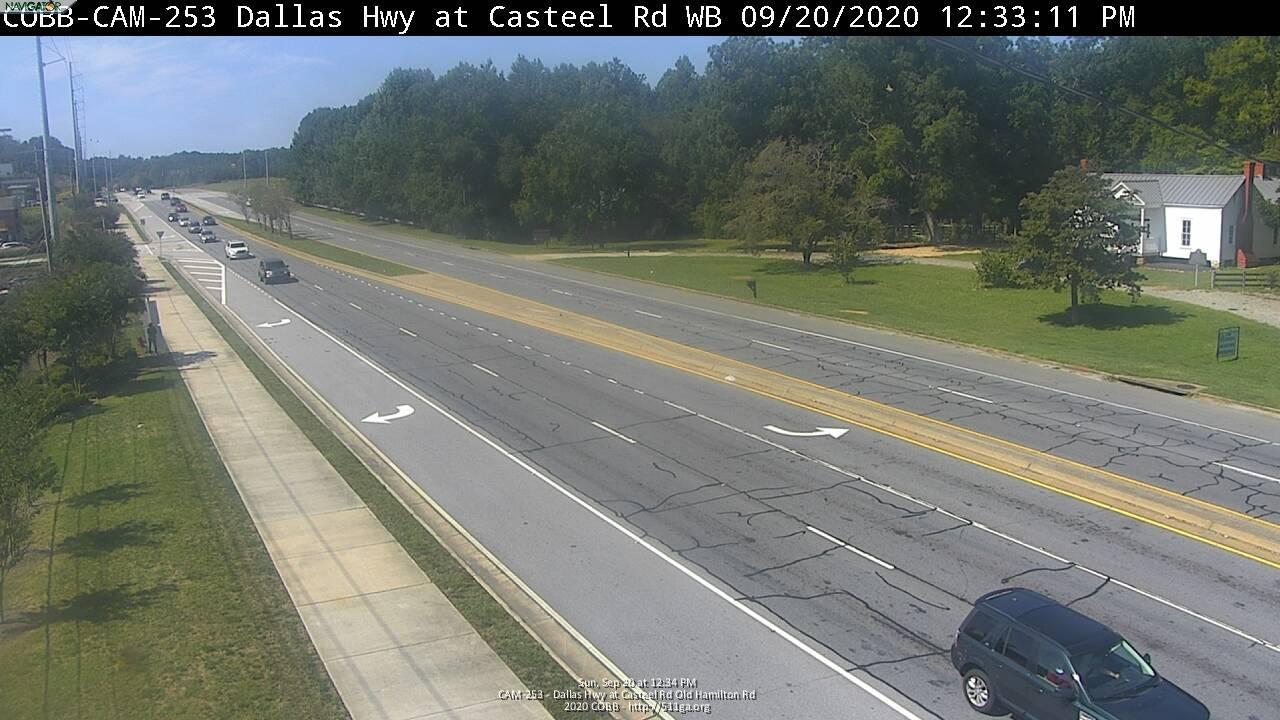 NAVIGATOR
COBB-CAM-253 Dallas Hwy at Casteel Rd WB 09/20/2020 12:33:11 PM
Sun, Sep 20 at 12:34 PM
CAM-253 - Dallas Hwy at Casteel Rd Old Hamilton Rd
2020 COBB - http://511ga.org